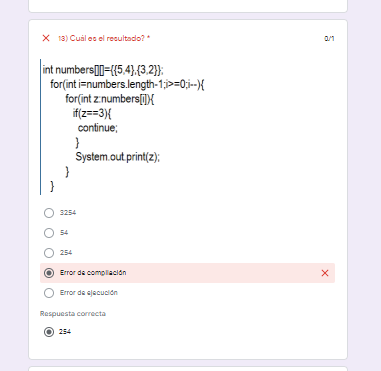 13) Cuál es el resultado? *
0/1
int numbers[][]={{5,4},{3,2}};
for(int i=numbers.length-1;i>=0;i--){
for(int z:numbers[i]){
if(z==3){
continue;
}
System.out.print(z);
}
}
3254
54
254
Error de compilación
Error de ejecución
Respuesta correcta
254